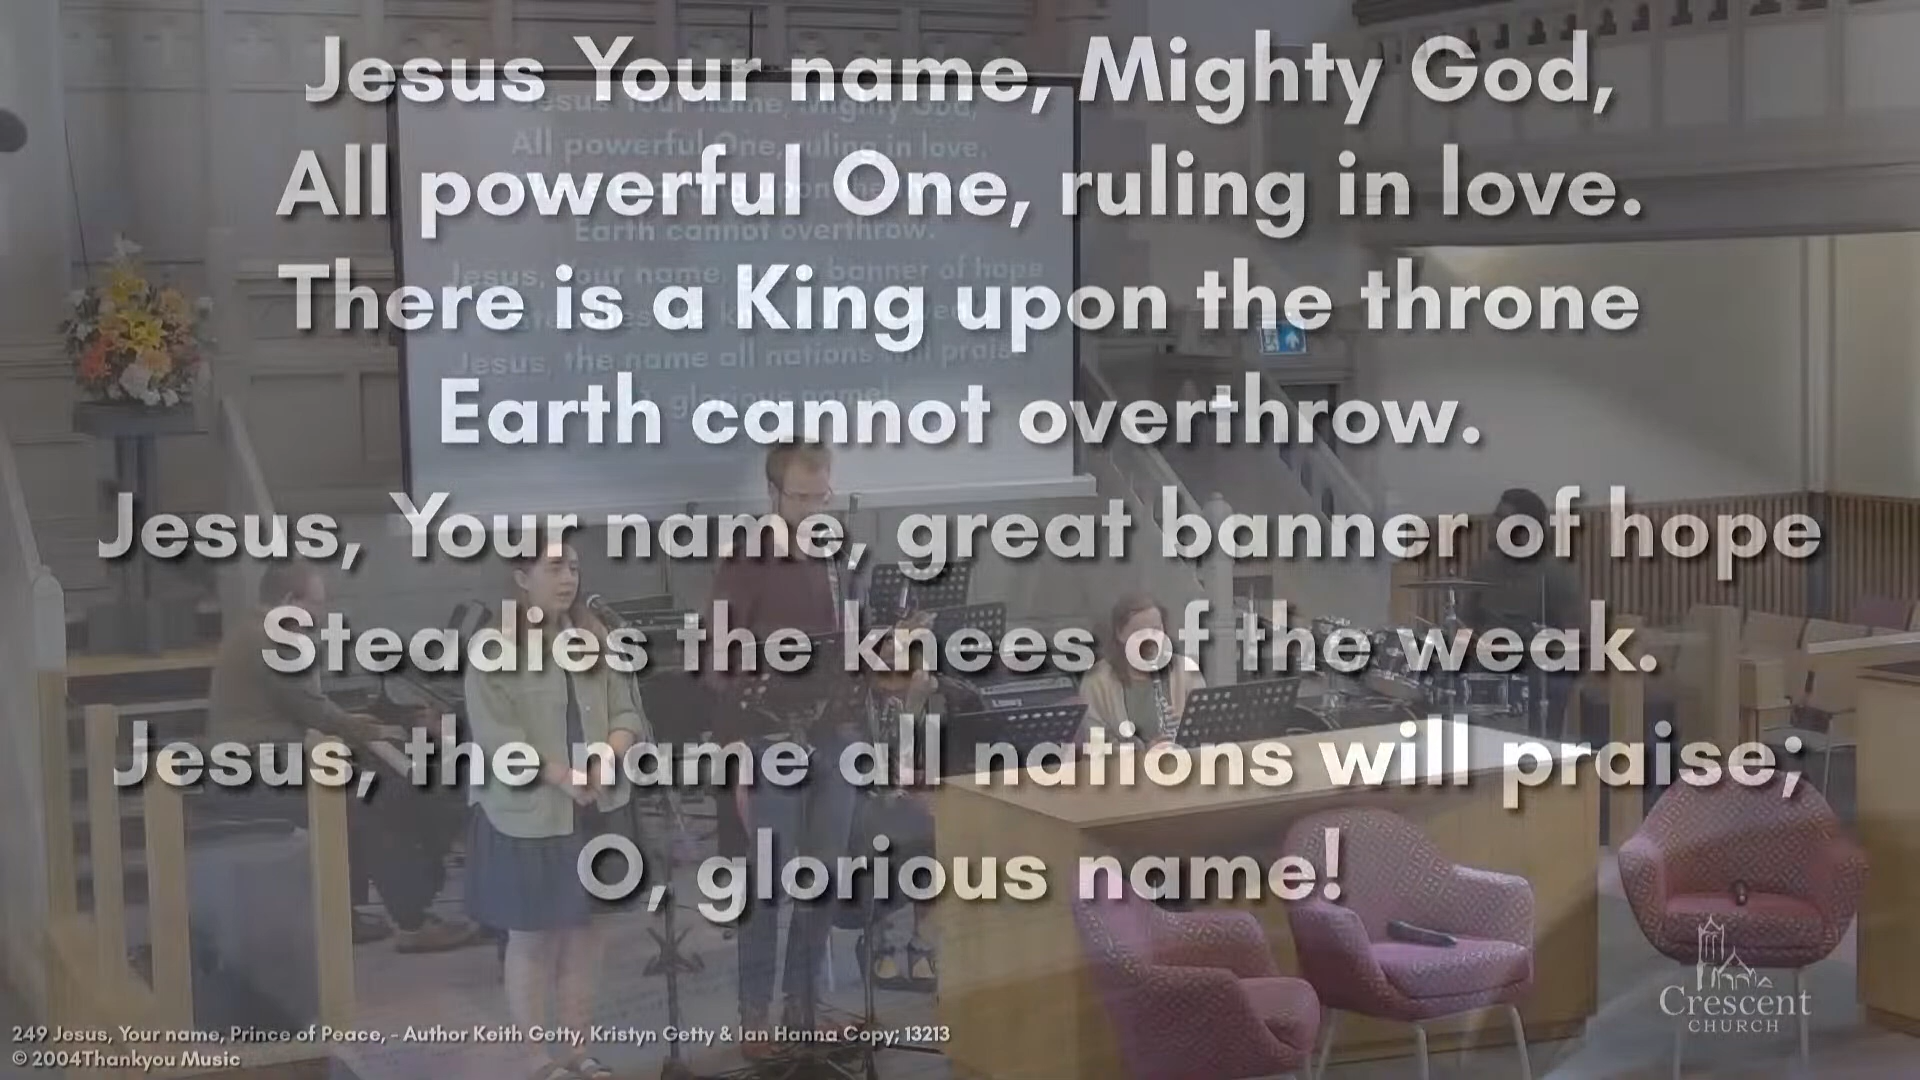 Jesus Your name, Mighty God,
All powerful One, ruling in love.
There is a King upon the throne
Earth cannot overthrow.
Jesus, Your name, great banner of hope
Steadies the knees of the weak.
Jesus, the name all nations will praise;
O, glorious name!
249 Jesus, Your name, Prince of Peace, - Author Keith Getty, Kristyn Getty & Ian Hanna Copy; 13213
© 2004Thankyou Music
Crescent
CHURCH